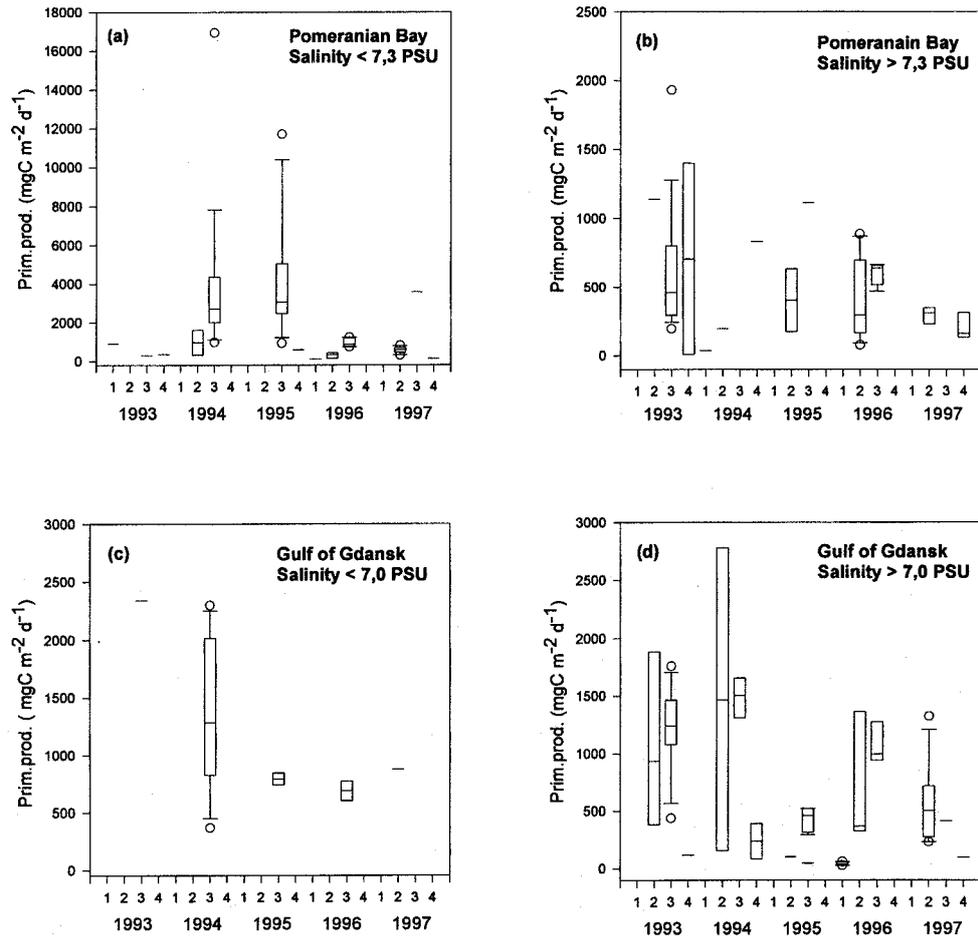 (a)
Pomeranian Bay
Salinity < 7,3 PSU
Prim.prod. (mgC m⁻² d⁻¹)
18000
16000
14000
12000
10000
8000
6000
4000
2000
0
1 2 3 4 1 2 3 4 1 2 3 4 1 2 3 4 1 2 3 4
1993 1994 1995 1996 1997
(b)
Pomeranain Bay
Salinity > 7,3 PSU
Prim.prod. (mgC m⁻² d⁻¹)
2500
2000
1500
1000
500
0
1 2 3 4 1 2 3 4 1 2 3 4 1 2 3 4 1 2 3 4
1993 1994 1995 1996 1997
(c)
Gulf of Gdansk
Salinity < 7,0 PSU
Prim.prod. ( mgC m⁻² d⁻¹)
3000
2500
2000
1500
1000
500
0
1 2 3 4 1 2 3 4 1 2 3 4 1 2 3 4 1 2 3 4
1993 1994 1995 1996 1997
(d)
Gulf of Gdansk
Salinity > 7,0 PSU
Prim.prod. (mgC m⁻² d⁻¹)
3000
2500
2000
1500
1000
500
0
1 2 3 4 1 2 3 4 1 2 3 4 1 2 3 4 1 2 3 4
1993 1994 1995 1996 1997